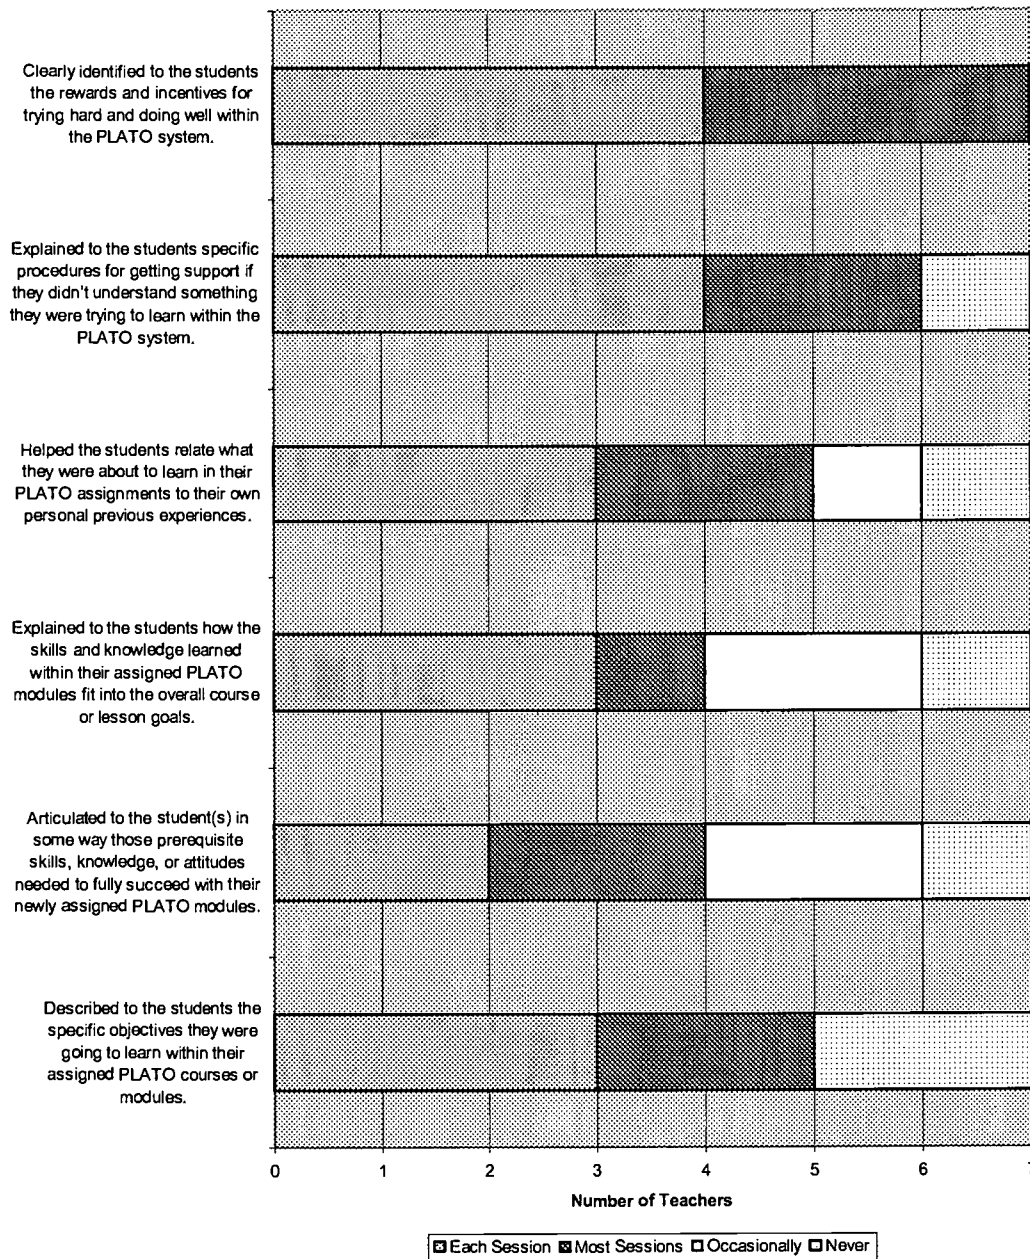 Clearly identified to the students
the rewards and incentives for
trying hard and doing well within
the PLATO system.
Explained to the students specific
procedures for getting support if
they didn't understand something
they were trying to learn within the
PLATO system.
Helped the students relate what
they were about to learn in their
PLATO assignments to their own
personal previous experiences.
Explained to the students how the
skills and knowledge learned
within their assigned PLATO
modules fit into the overall course
or lesson goals.
Articulated to the student(s) in
some way those prerequisite
skills, knowledge, or attitudes
needed to fully succeed with their
newly assigned PLATO modules.
Described to the students the
specific objectives they were
going to learn within their
assigned PLATO courses or
modules.
0 1 2 3 4 5 6 7
Number of Teachers
Each Session Most Sessions Occasionally Never